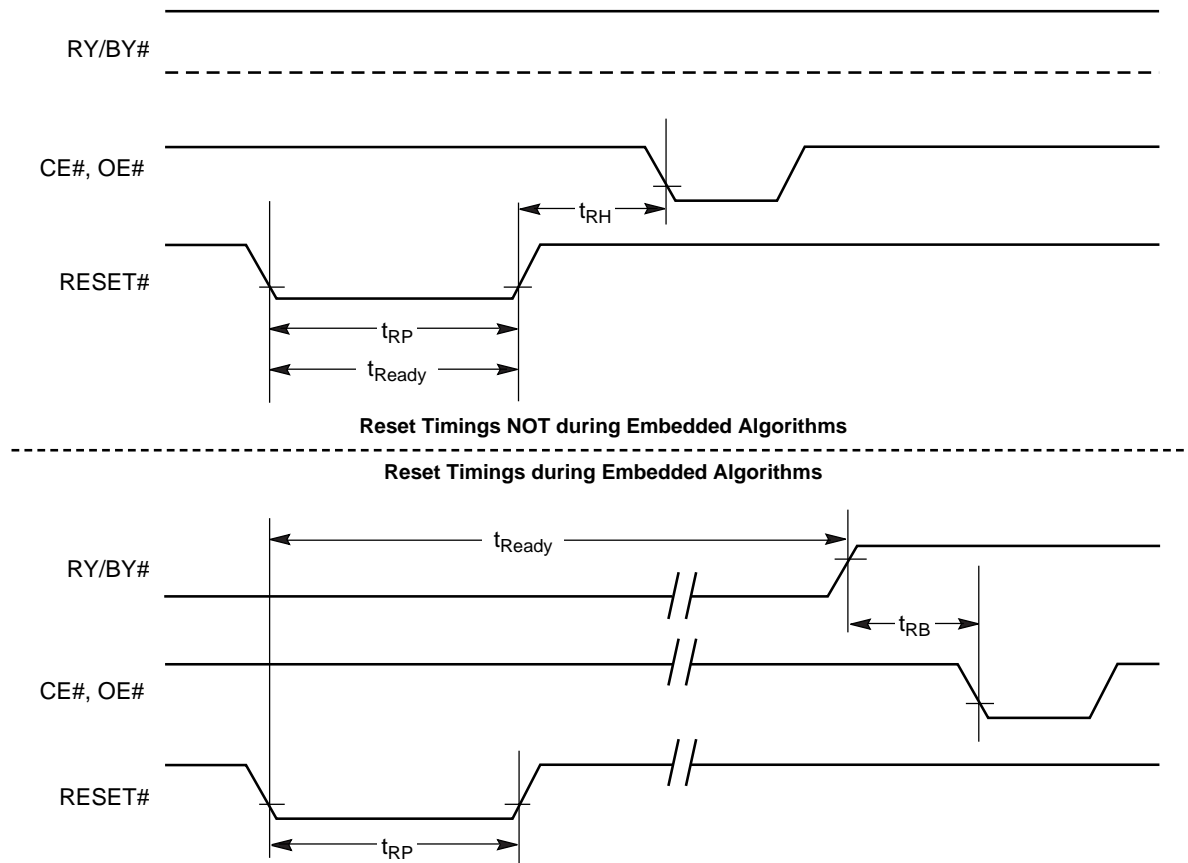 RY/BY#
CE#, OE#
tRH
RESET#
tRP
tReady
Reset Timings NOT during Embedded Algorithms
Reset Timings during Embedded Algorithms
tReady
RY/BY#
tRB
CE#, OE#
RESET#
tRP